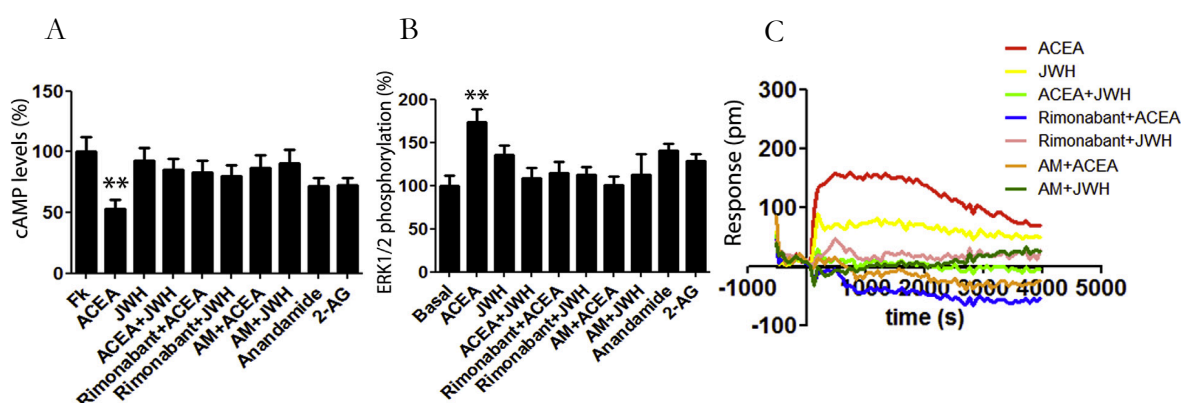 A
cAMP levels (%)
150
100
50
0
Fk
ACEA
JWH
ACEA+JWH
Rimonabant+ACEA
Rimonabant+JWH
AM+ACEA
AM+JWH
Anandamide
2-AG
**
B
ERK1/2 phosphorylation (%)
200
150
100
50
0
Basal
ACEA
JWH
ACEA+JWH
Rimonabant+ACEA
Rimonabant+JWH
AM+ACEA
AM+JWH
Anandamide
2-AG
**
C
Response (pm)
300
200
100
-100
-1000
1000
2000
3000
4000
5000
time (s)
ACEA
JWH
ACEA+JWH
Rimonabant+ACEA
Rimonabant+JWH
AM+ACEA
AM+JWH